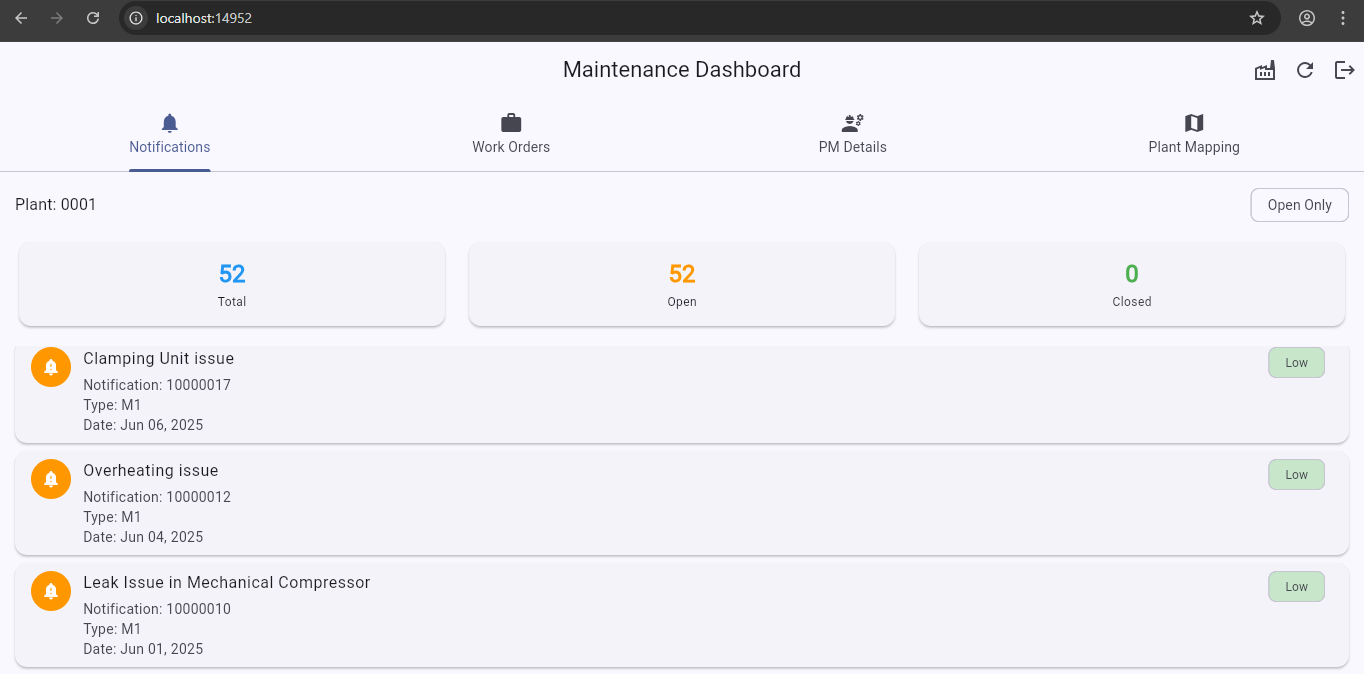 localhost:14952
Maintenance Dashboard
Notifications
Work Orders
PM Details
Plant Mapping
Plant: 0001
Open Only
52
Total
52
Open
0
Closed
Clamping Unit issue
Low
Notification: 10000017
Type: M1
Date: Jun 06, 2025
Overheating issue
Low
Notification: 10000012
Type: M1
Date: Jun 04, 2025
Leak Issue in Mechanical Compressor
Low
Notification: 10000010
Type: M1
Date: Jun 01, 2025